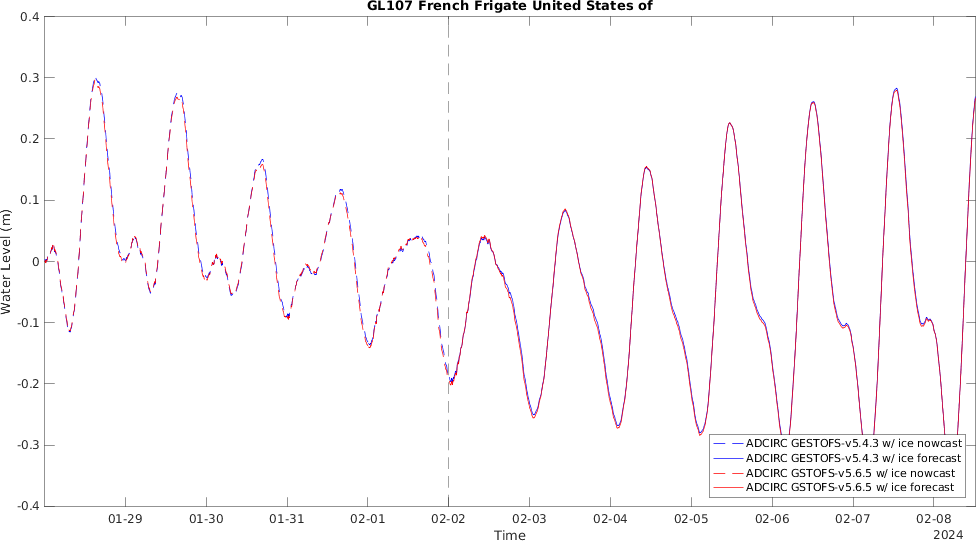 GL107 French Frigate United States of
0.4
0.3
0.2
0.1
0
-0.1
-0.2
-0.3
-0.4
Water Level (m)
ADCIRC GESTOFS-v5.4.3 w/ ice nowcast
ADCIRC GESTOFS-v5.4.3 w/ ice forecast
ADCIRC GSTOFS-v5.6.5 w/ ice nowcast
ADCIRC GSTOFS-v5.6.5 w/ ice forecast
01-29 01-30 01-31 02-01 02-02 02-03 02-04 02-05 02-06 02-07 02-08
Time
2024